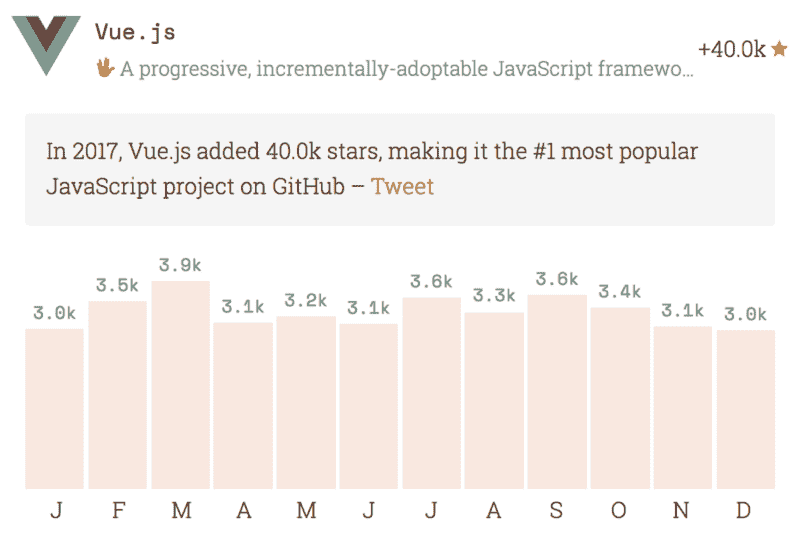 Vue.js
+40.0k
🖖 A progressive, incrementally-adoptable JavaScript framewo...
In 2017, Vue.js added 40.0k stars, making it the #1 most popular
JavaScript project on GitHub – Tweet
3.0k 3.5k 3.9k 3.1k 3.2k 3.1k 3.6k 3.3k 3.6k 3.4k 3.1k 3.0k
J F M A M J J A S O N D